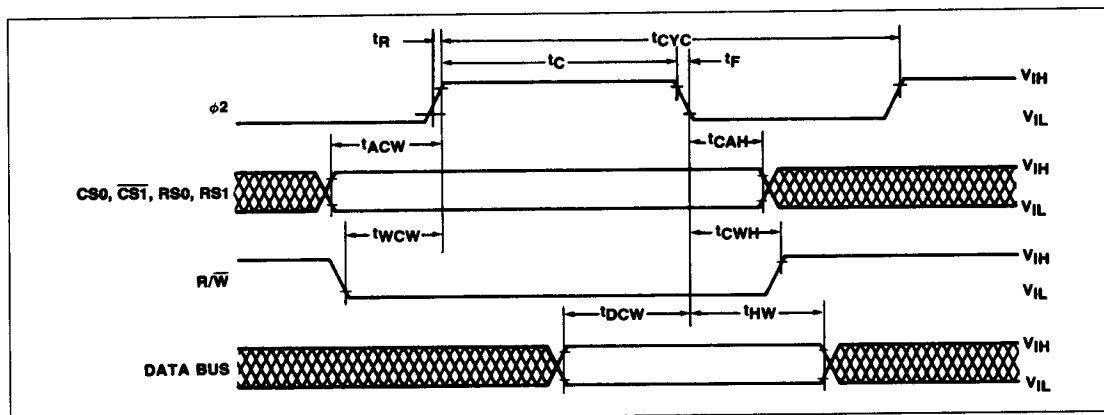 tR
tCYC
tC
tF
φ2
VIH
VIL
tACW
tCAH
CS0, C̅S̅1̅, RS0, RS1
VIH
VIL
tWCW
tCWH
R/W̅
VIH
VIL
tDCW
tHW
DATA BUS
VIH
VIL